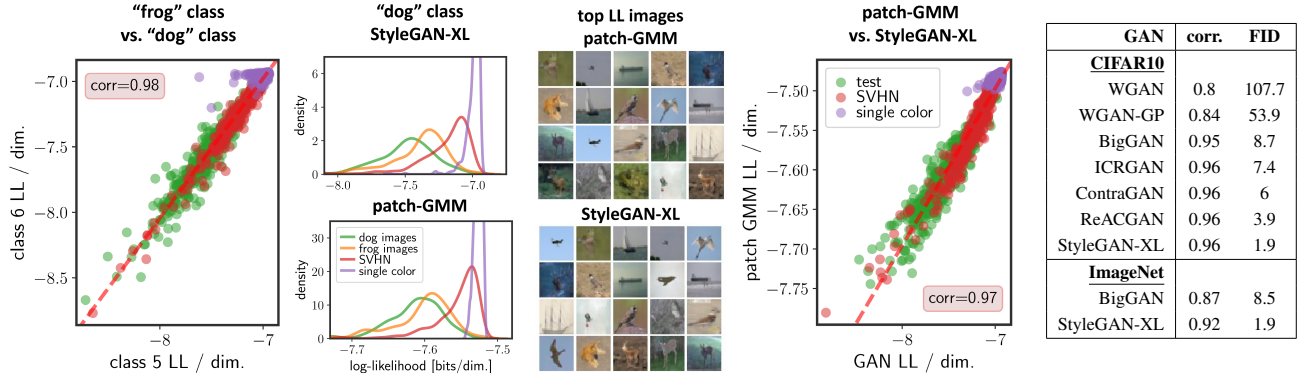 “frog” class
vs. “dog” class
corr=0.98
−7.0
−7.5
−8.0
−8.5
class 6 LL / dim.
−8
−7
class 5 LL / dim.
“dog” class
StyleGAN-XL
6
4
2
0
density
−8.0
−7.5
−7.0
patch-GMM
dog images
frog images
SVHN
single color
30
20
10
0
density
−7.7
−7.6
−7.5
log-likelihood [bits/dim.]
top LL images
patch-GMM
StyleGAN-XL
patch-GMM
vs. StyleGAN-XL
test
SVHN
single color
−7.50
−7.55
−7.60
−7.65
−7.70
−7.75
patch GMM LL / dim.
corr=0.97
−8
−7
GAN LL / dim.
GAN corr. FID
CIFAR10
WGAN 0.8 107.7
WGAN-GP 0.84 53.9
BigGAN 0.95 8.7
ICRGAN 0.96 7.4
ContraGAN 0.96 6
ReACGAN 0.96 3.9
StyleGAN-XL 0.96 1.9
ImageNet
BigGAN 0.87 8.5
StyleGAN-XL 0.92 1.9